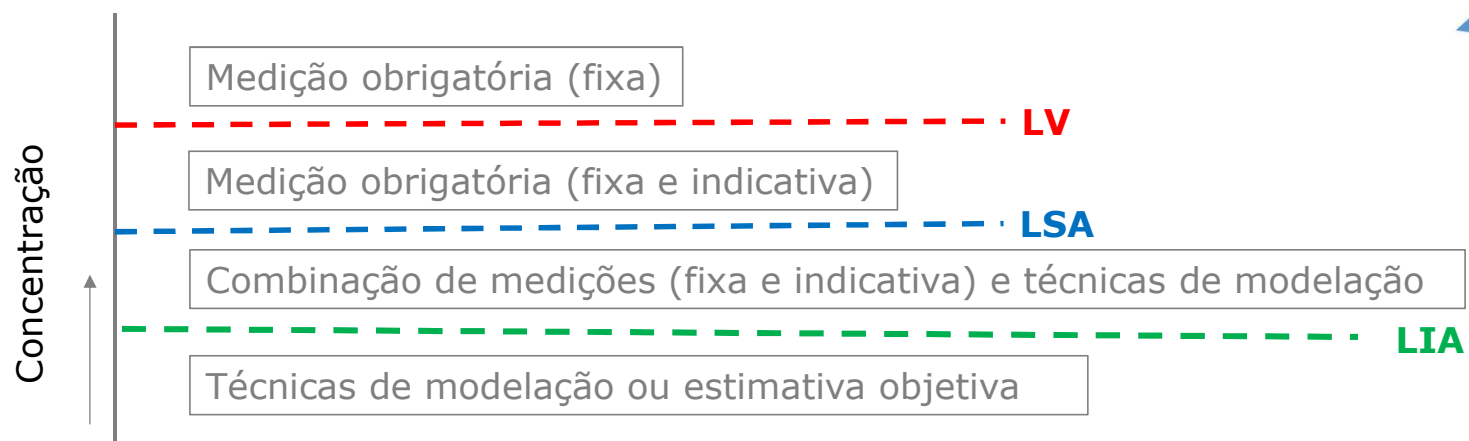 Medição obrigatória (fixa)
LV
Medição obrigatória (fixa e indicativa)
LSA
Combinação de medições (fixa e indicativa) e técnicas de modelação
LIA
Técnicas de modelação ou estimativa objetiva
Concentração